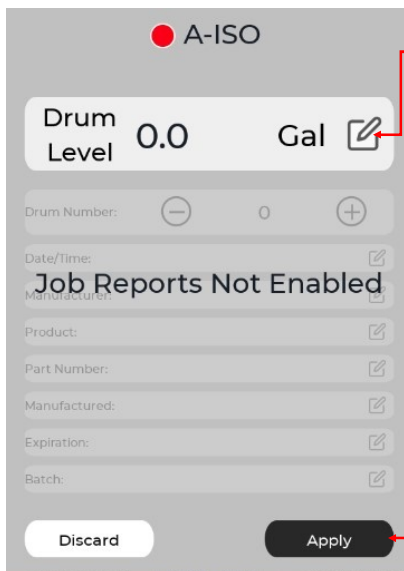 A-ISO
Drum Level 0.0 Gal
Drum Number: 0
Date/Time:
Job Reports Not Enabled
Manufacturer:
Product:
Part Number:
Manufactured:
Expiration:
Batch:
Discard Apply